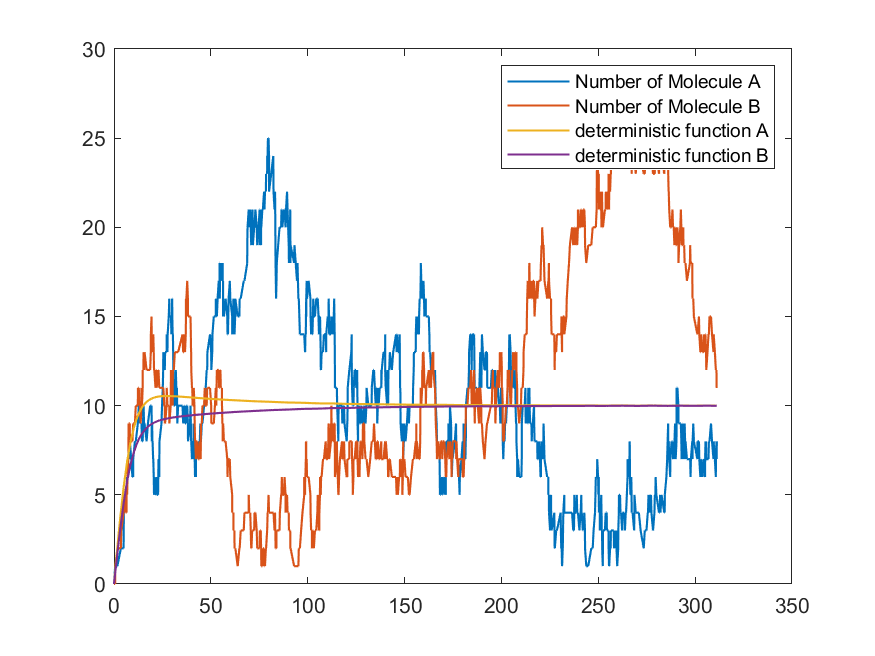 30
25
20
15
10
5
0
0 50 100 150 200 250 300 350
Number of Molecule A
Number of Molecule B
deterministic function A
deterministic function B